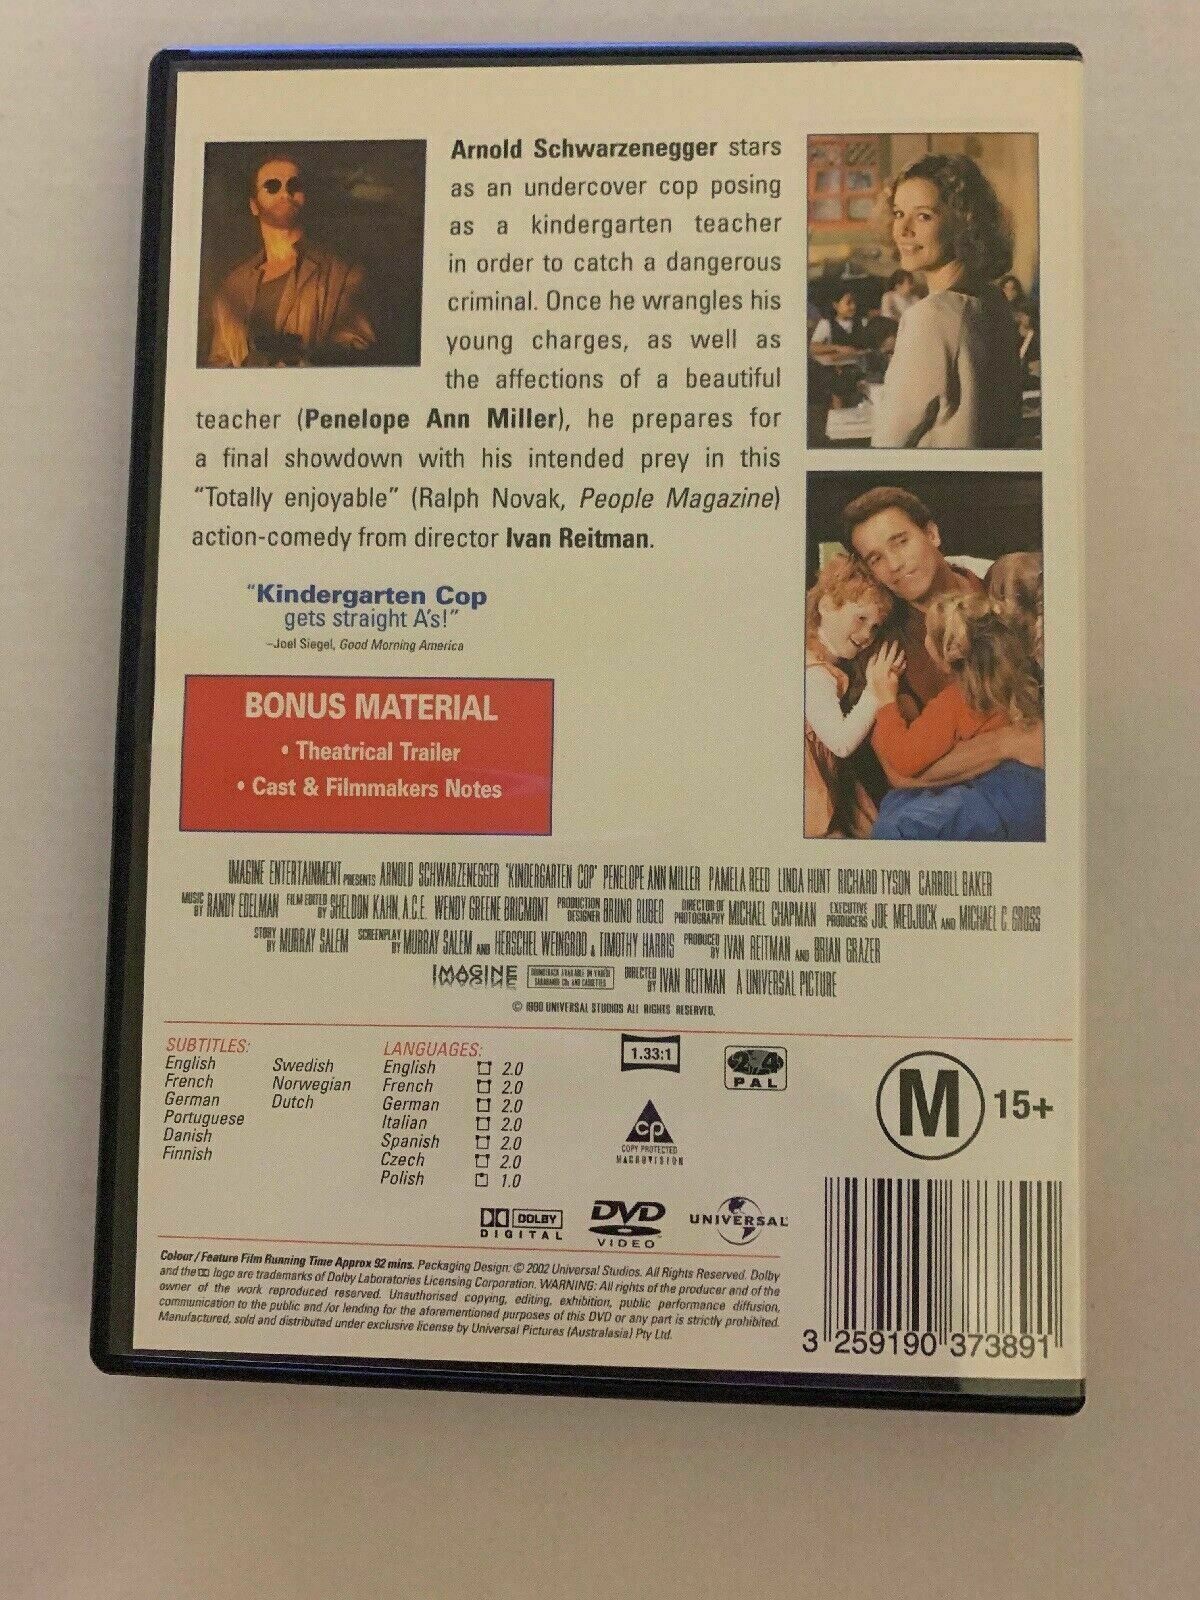 Arnold Schwarzenegger stars
as an undercover cop posing
as a kindergarten teacher
in order to catch a dangerous
criminal. Once he wrangles his
young charges, as well as
the affections of a beautiful
teacher (Penelope Ann Miller), he prepares for
a final showdown with his intended prey in this
"Totally enjoyable" (Ralph Novak, People Magazine)
action-comedy from director Ivan Reitman.
"Kindergarten Cop
gets straight A's!"
–Joel Siegel, Good Morning America
BONUS MATERIAL
• Theatrical Trailer
• Cast & Filmmakers Notes
IMAGINE ENTERTAINMENT PRESENTS ARNOLD SCHWARZENEGGER "KINDERGARTEN COP" PENELOPE ANN MILLER PAMELA REED LINDA HUNT RICHARD TYSON CARROLL BAKER
MUSIC BY RANDY EDELMAN FILM EDITED BY SHELDON KAHN, A.C.E. WENDY GREENE BRICMONT PRODUCTION DESIGNER BRUNO RUBEO DIRECTOR OF PHOTOGRAPHY MICHAEL CHAPMAN EXECUTIVE PRODUCERS JOE MEDJUCK AND MICHAEL C. GROSS
STORY BY MURRAY SALEM SCREENPLAY BY MURRAY SALEM AND HERSCHEL WEINGROD & TIMOTHY HARRIS PRODUCED BY IVAN REITMAN AND BRIAN GRAZER
IMAGINE SOUNDTRACK AVAILABLE ON VARÈSE SARABANDE CDs AND CASSETTES DIRECTED BY IVAN REITMAN A UNIVERSAL PICTURE
© 1990 UNIVERSAL STUDIOS ALL RIGHTS RESERVED.
SUBTITLES:
English
French
German
Portuguese
Danish
Finnish
Swedish
Norwegian
Dutch
LANGUAGES:
English 2.0
French 2.0
German 2.0
Italian 2.0
Spanish 2.0
Czech 2.0
Polish 1.0
1.33:1
2 4
PAL
cp
COPY PROTECTED
MACROVISION
M 15+
DOLBY
DIGITAL
DVD
VIDEO
UNIVERSAL
Colour / Feature Film Running Time Approx 92 mins. Packaging Design: © 2002 Universal Studios. All Rights Reserved. Dolby
and the logo are trademarks of Dolby Laboratories Licensing Corporation. WARNING: All rights of the producer and of the
owner of the work reproduced reserved. Unauthorised copying, editing, exhibition, public performance diffusion,
communication to the public and /or lending for the aforementioned purposes of this DVD or any part is strictly prohibited.
Manufactured, sold and distributed under exclusive license by Universal Pictures (Australasia) Pty Ltd.
3 259190 373891